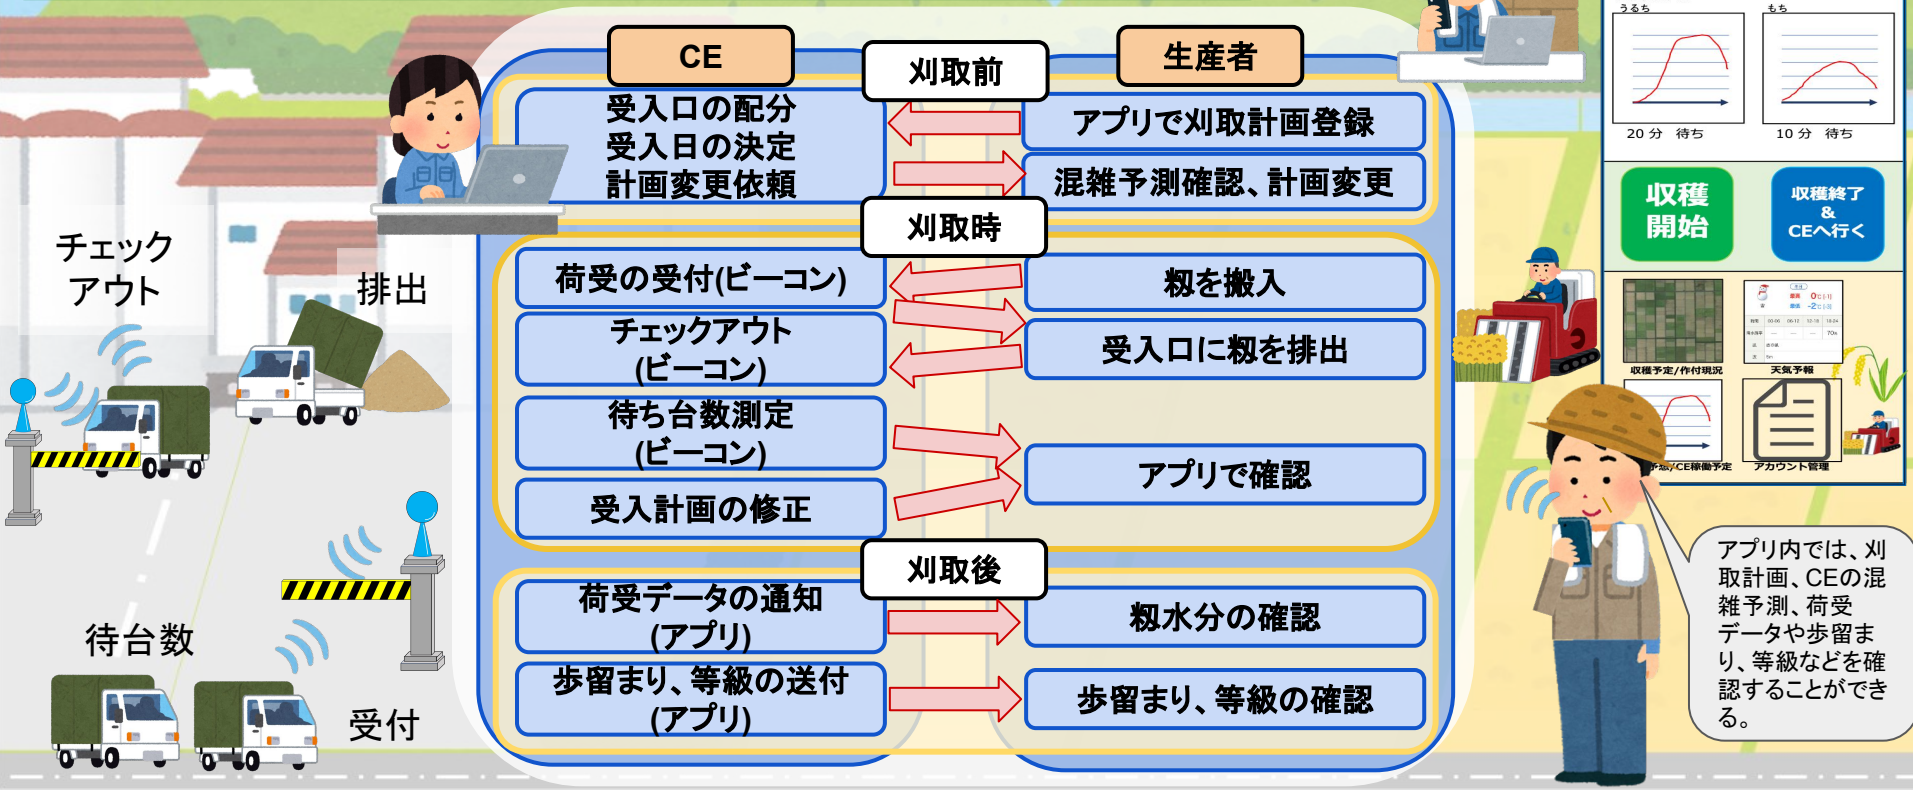 CE
刈取前
生産者
受入口の配分
受入日の決定
計画変更依頼
アプリで刈取計画登録
混雑予測確認、計画変更
刈取時
荷受の受付(ビーコン)
籾を搬入
チェックアウト
(ビーコン)
受入口に籾を排出
待ち台数測定
(ビーコン)
アプリで確認
受入計画の修正
刈取後
荷受データの通知
(アプリ)
籾水分の確認
歩留まり、等級の送付
(アプリ)
歩留まり、等級の確認
チェック
アウト
排出
待台数
受付
うるち
もち
20 分 待ち
10 分 待ち
収穫
開始
収穫終了
&
CEへ行く
収穫予定/作付現況
天気予報
/CE稼働予定
アカウント管理
アプリ内では、刈
取計画、CEの混
雑予測、荷受
データや歩留ま
り、等級などを確
認することができ
る。